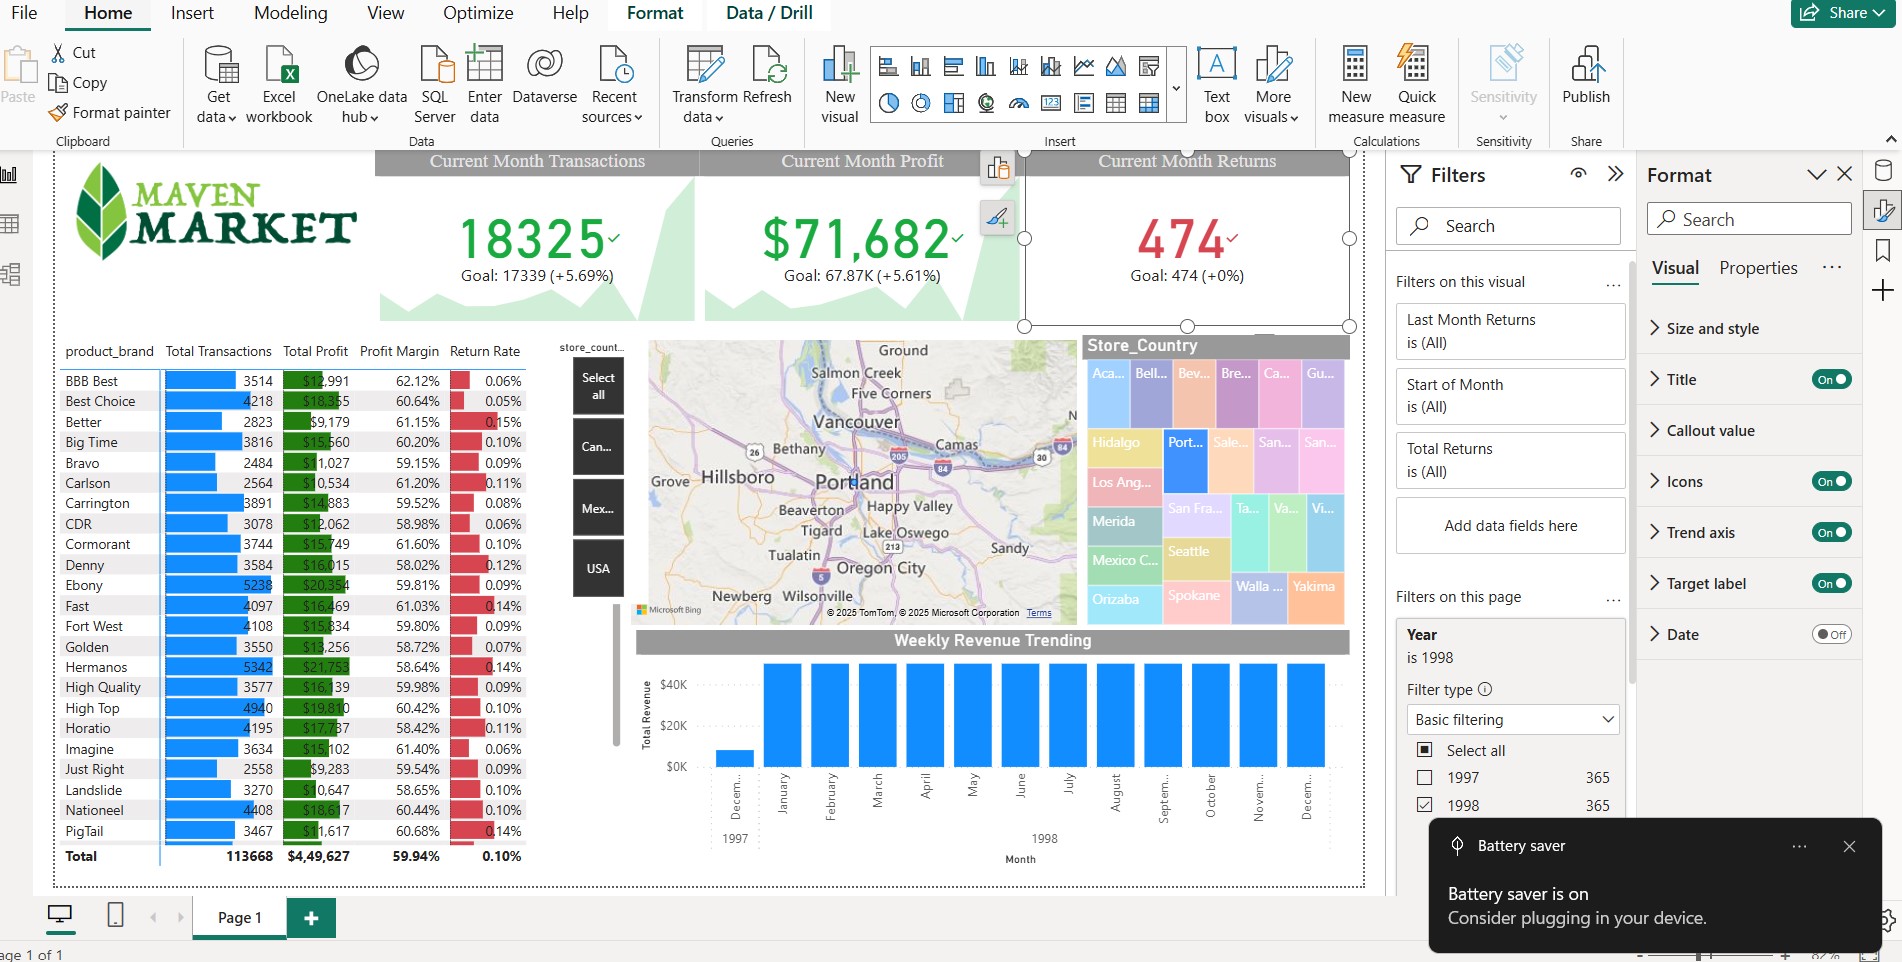 File Home Insert Modeling View Optimize Help Format Data / Drill Share
Paste
Cut
Copy
Format painter
Clipboard
Get data
Excel workbook
OneLake data hub
SQL Server
Enter data
Dataverse
Recent sources
Data
Transform data
Refresh
Queries
New visual
123
A
Text box
More visuals
Insert
New measure
Quick measure
Calculations
Sensitivity
Sensitivity
Publish
Share
MAVEN
MARKET
Current Month Transactions
18325
Goal: 17339 (+5.69%)
Current Month Profit
$71,682
Goal: 67.87K (+5.61%)
Current Month Returns
474
Goal: 474 (+0%)
product_brand Total Transactions Total Profit Profit Margin Return Rate
BBB Best 3514 $12,991 62.12% 0.06%
Best Choice 4218 $18,355 60.64% 0.05%
Better 2823 $9,179 61.15% 0.15%
Big Time 3816 $15,560 60.20% 0.10%
Bravo 2484 $11,027 59.15% 0.09%
Carlson 2564 $10,534 61.20% 0.11%
Carrington 3891 $14,883 59.52% 0.08%
CDR 3078 $12,062 58.98% 0.06%
Cormorant 3744 $15,749 61.60% 0.10%
Denny 3584 $16,015 58.02% 0.12%
Ebony 5238 $20,354 59.81% 0.09%
Fast 4097 $16,469 61.03% 0.14%
Fort West 4108 $15,834 59.80% 0.09%
Golden 3550 $13,256 58.72% 0.07%
Hermanos 5342 $21,753 58.64% 0.14%
High Quality 3577 $16,139 59.98% 0.09%
High Top 4940 $19,810 60.42% 0.10%
Horatio 4195 $17,737 58.42% 0.11%
Imagine 3634 $15,102 61.40% 0.06%
Just Right 2558 $9,283 59.54% 0.09%
Landslide 3270 $10,647 58.65% 0.10%
Nationeel 4408 $18,617 60.44% 0.10%
PigTail 3467 $11,617 60.68% 0.14%
Total 113668 $4,49,627 59.94% 0.10%
store_count...
Select all
Can...
Mex...
USA
Ground
Salmon Creek
Five Corners
Vancouver
N
26
Bethany
Camas
205
84
30
84
Grove
Hillsboro
Portland
Beaverton
Happy Valley
Tigard
Lake Oswego
213
Sandy
Tualatin
5
Oregon City
Newberg
Wilsonville
Microsoft Bing
© 2025 TomTom, © 2025 Microsoft Corporation Terms
Store_Country
Aca... Bell... Bev... Bre... Ca... Gu...
Hidalgo Port... Sale... San... San...
Los Ang...
Merida San Fra... Ta... Va... Vi...
Mexico C... Seattle
Orizaba Spokane Walla ... Yakima
Weekly Revenue Trending
Total Revenue
$40K
$20K
$0K
Decem... January February March April May June July August Septem... October Novem... Decem...
1997 1998
Month
Filters
Search
Filters on this visual ...
Last Month Returns
is (All)
Start of Month
is (All)
Total Returns
is (All)
Add data fields here
Filters on this page ...
Year
is 1998
Filter type
Basic filtering
Select all
1997 365
1998 365
Format
Search
Visual Properties ...
Size and style
Title On
Callout value
Icons On
Trend axis On
Target label On
Date Off
Battery saver
Battery saver is on
Consider plugging in your device.
Page 1
age 1 of 1